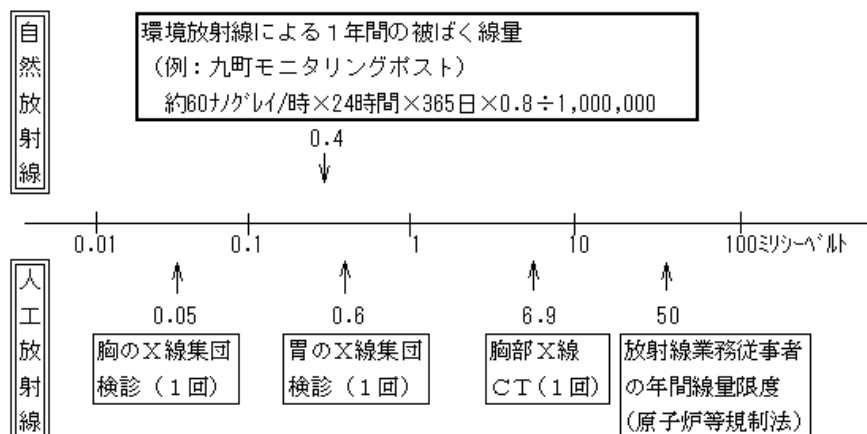 自然放射線
環境放射線による１年間の被ばく線量
（例：九町モニタリングポスト）
約60ﾅﾉｸﾞﾚｲ/時×24時間×365日×0.8÷1,000,000
0.4
0.01
0.1
1
10
100ﾐﾘｼｰﾍﾞﾙﾄ
人工放射線
0.05
胸のＸ線集団
検診（１回）
0.6
胃のＸ線集団
検診（１回）
6.9
胸部Ｘ線
ＣＴ(１回)
50
放射線業務従事者
の年間線量限度
(原子炉等規制法)